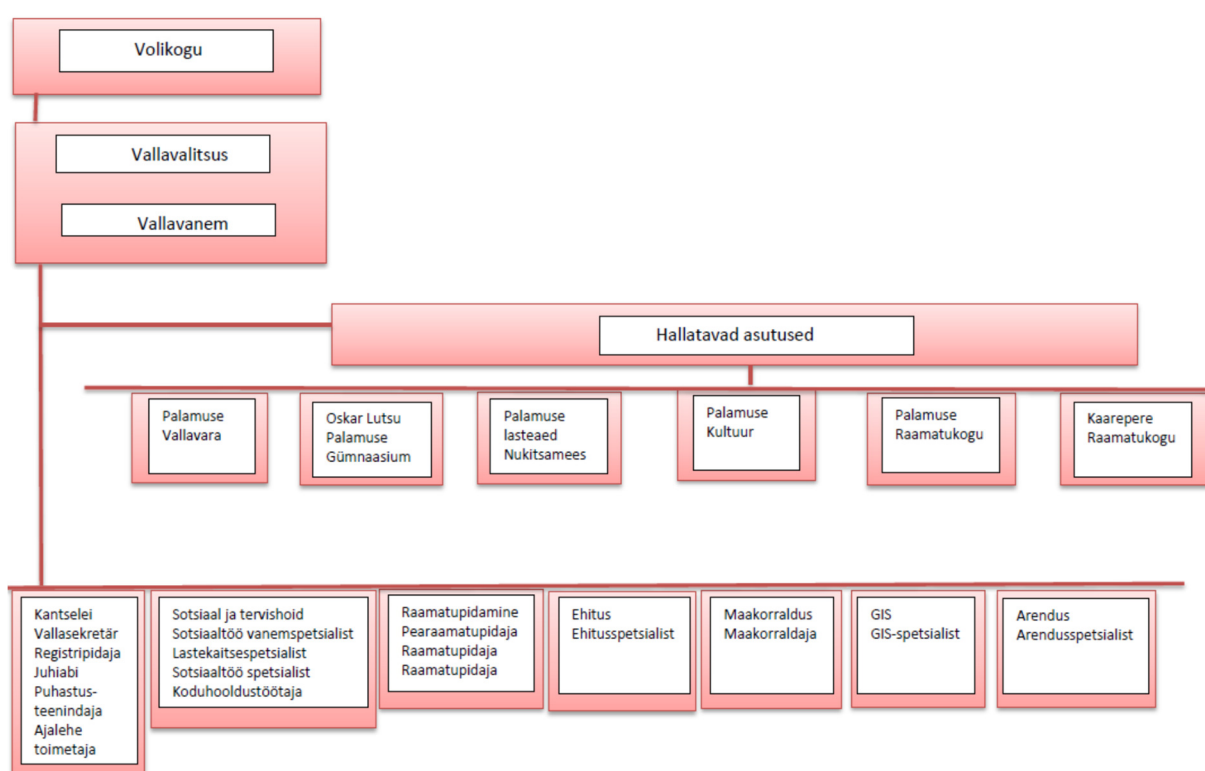 Volikogu
Vallavalitsus
Vallavanem
Hallatavad asutused
Palamuse
Vallavara
Oskar Lutsu
Palamuse
Gümnaasium
Palamuse
lasteaed
Nukitsamees
Palamuse
Kultuur
Palamuse
Raamatukogu
Kaarepere
Raamatukogu
Kantselei
Vallasekretär
Registripidaja
Juhiabi
Puhastus-
teenindaja
Ajalehe
toimetaja
Sotsiaal ja tervishoid
Sotsiaaltöö vanemspetsialist
Lastekaitsespetsialist
Sotsiaaltöö spetsialist
Koduhooldustöötaja
Raamatupidamine
Pearaamatupidaja
Raamatupidaja
Raamatupidaja
Ehitus
Ehitusspetsialist
Maakorraldus
Maakorraldaja
GIS
GIS-spetsialist
Arendus
Arendusspetsialist